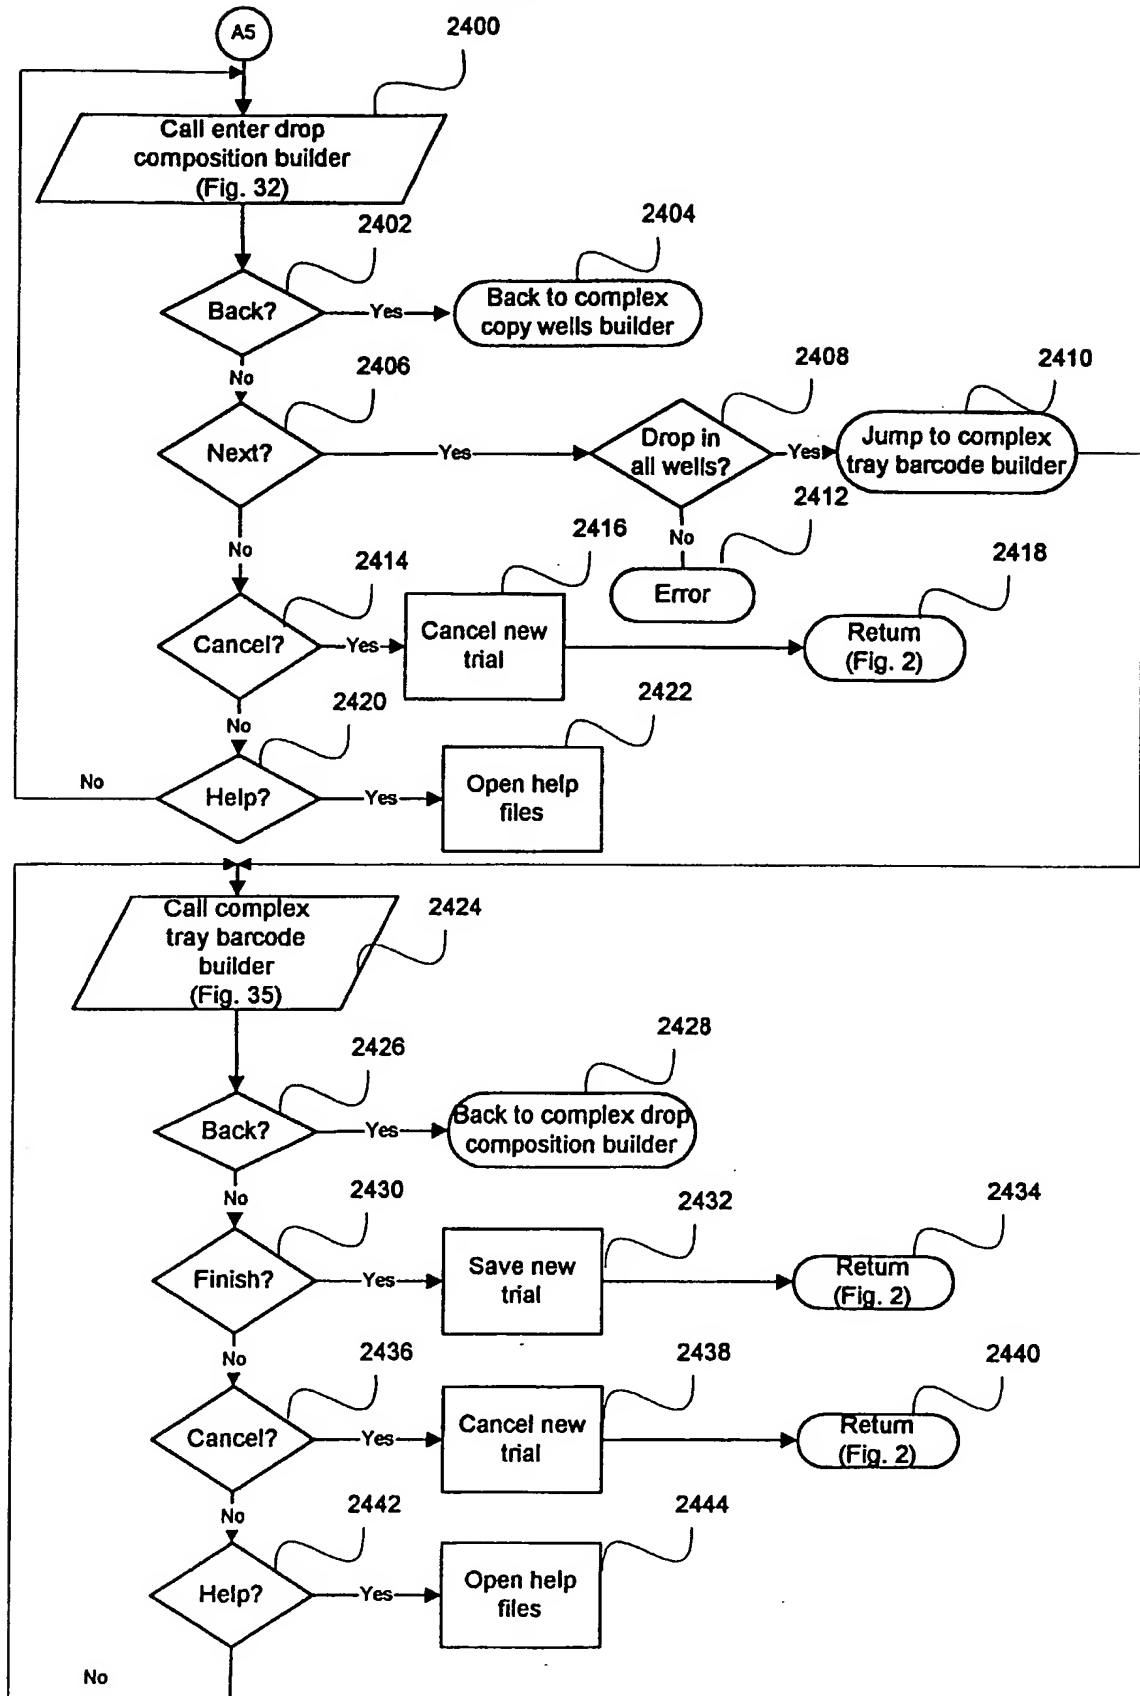 A5
2400
Call enter drop
composition builder
(Fig. 32)
2402
2404
Back?
Yes
Back to complex
copy wells builder
No
2406
2408
2410
Next?
Yes
Drop in
all wells?
Yes
Jump to complex
tray barcode builder
No
2412
Error
No
2414
2416
2418
Cancel?
Yes
Cancel new
trial
Return
(Fig. 2)
No
2420
2422
No
Help?
Yes
Open help
files
Call complex
tray barcode
builder
(Fig. 35)
2424
2426
2428
Back?
Yes
Back to complex drop
composition builder
No
2430
2432
2434
Finish?
Yes
Save new
trial
Return
(Fig. 2)
No
2436
2438
2440
Cancel?
Yes
Cancel new
trial
Return
(Fig. 2)
No
2442
2444
Help?
Yes
Open help
files
No